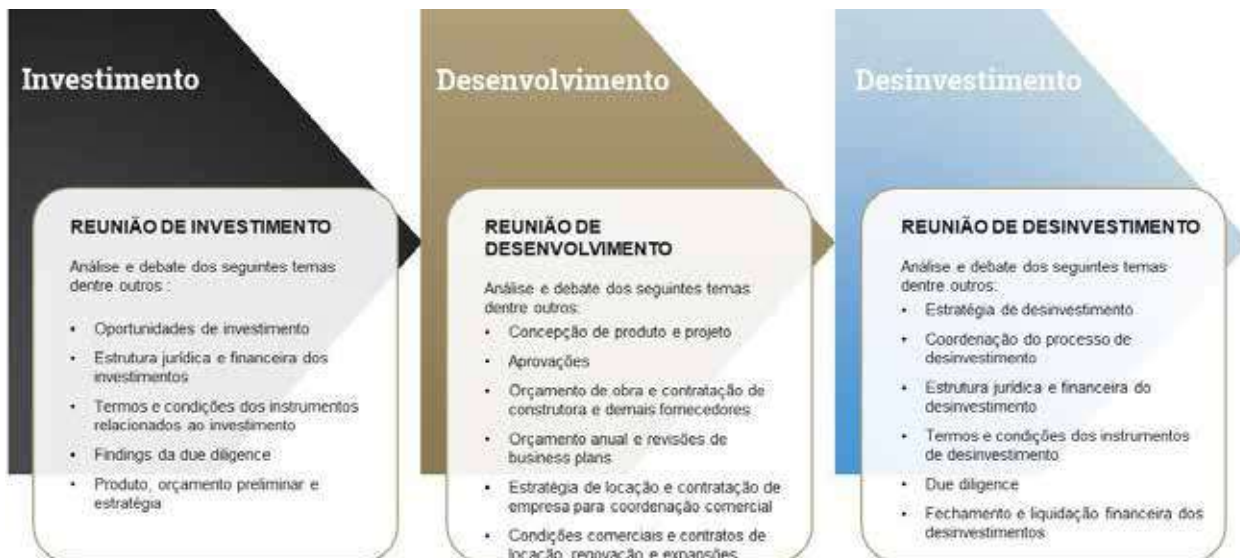 Investimento
REUNIÃO DE INVESTIMENTO
Análise e debate dos seguintes temas
dentre outros :
• Oportunidades de investimento
• Estrutura jurídica e financeira dos
investimentos
• Termos e condições dos instrumentos
relacionados ao investimento
• Findings da due diligence
• Produto, orçamento preliminar e
estratégia
Desenvolvimento
REUNIÃO DE
DESENVOLVIMENTO
Análise e debate dos seguintes temas
dentre outros:
• Concepção de produto e projeto
• Aprovações
• Orçamento de obra e contratação de
construtora e demais fornecedores
• Orçamento anual e revisões de
business plans
• Estratégia de locação e contratação de
empresa para coordenação comercial
• Condições comerciais e contratos de
locação, renovação e expansões
Desinvestimento
REUNIÃO DE DESINVESTIMENTO
Análise e debate dos seguintes temas
dentre outros:
• Estratégia de desinvestimento
• Coordenação do processo de
desinvestimento
• Estrutura jurídica e financeira do
desinvestimento
• Termos e condições dos instrumentos
de desinvestimento
• Due diligence
• Fechamento e liquidação financeira dos
desinvestimentos